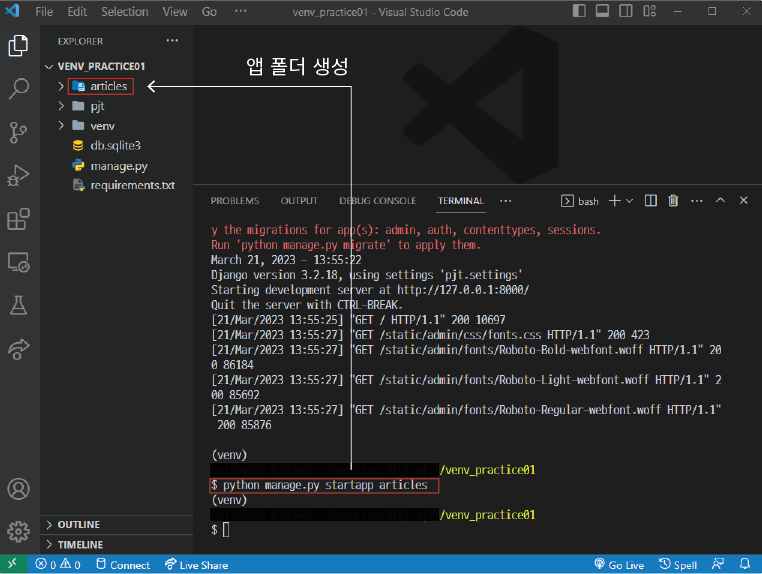 File Edit Selection View Go ··· venv_practice01 - Visual Studio Code
EXPLORER ···
VENV_PRACTICE01
articles
pjt
venv
db.sqlite3
manage.py
requirements.txt
앱 폴더 생성
PROBLEMS OUTPUT DEBUG CONSOLE TERMINAL ··· bash
y the migrations for app(s): admin, auth, contenttypes, sessions.
Run 'python manage.py migrate' to apply them.
March 21, 2023 - 13:55:22
Django version 3.2.18, using settings 'pjt.settings'
Starting development server at http://127.0.0.1:8000/
Quit the server with CTRL-BREAK.
[21/Mar/2023 13:55:25] "GET / HTTP/1.1" 200 10697
[21/Mar/2023 13:55:27] "GET /static/admin/css/fonts.css HTTP/1.1" 200 423
[21/Mar/2023 13:55:27] "GET /static/admin/fonts/Roboto-Bold-webfont.woff HTTP/1.1" 20
0 86184
[21/Mar/2023 13:55:27] "GET /static/admin/fonts/Roboto-Light-webfont.woff HTTP/1.1" 2
00 85692
[21/Mar/2023 13:55:27] "GET /static/admin/fonts/Roboto-Regular-webfont.woff HTTP/1.1"
200 85876
(venv)
/venv_practice01
$ python manage.py startapp articles
(venv)
/venv_practice01
$
OUTLINE
TIMELINE
0 0 Connect Live Share Go Live Spell